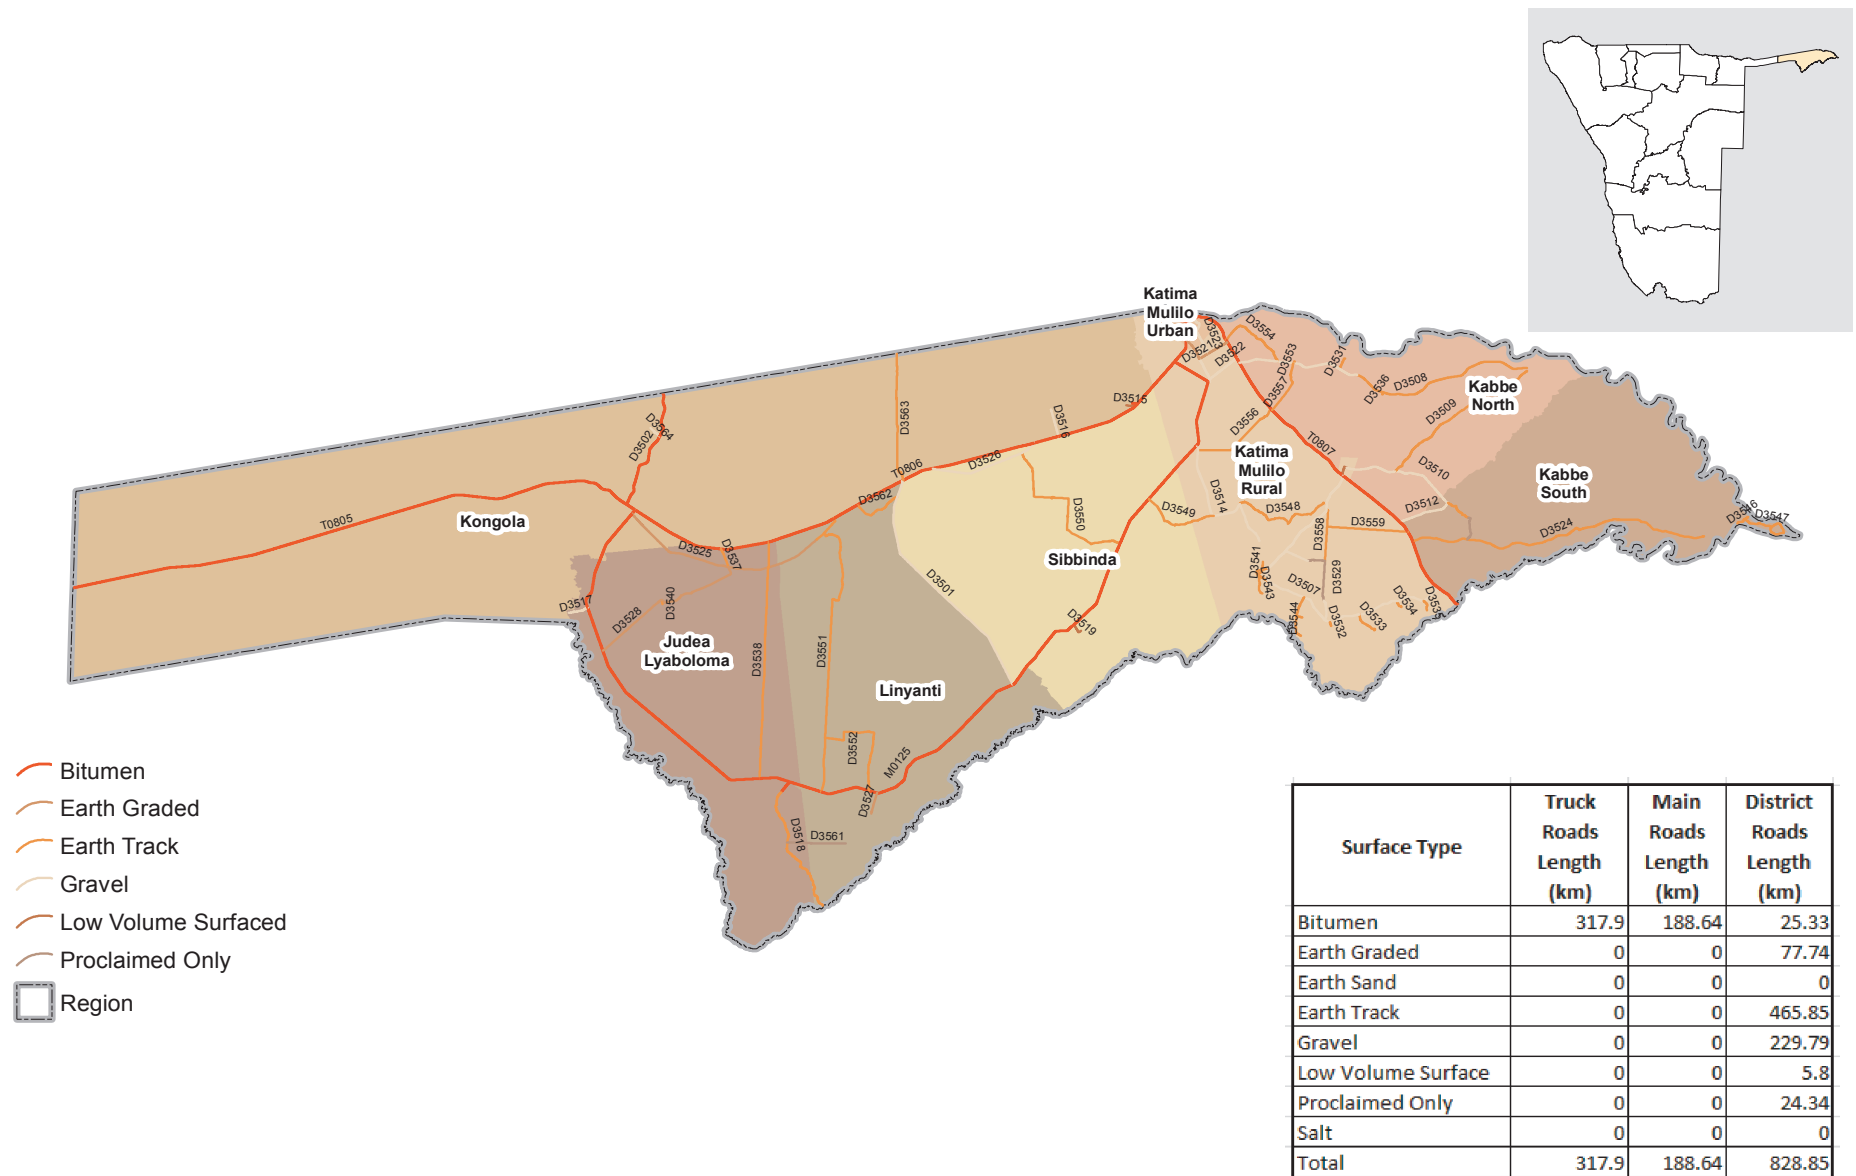 Katima
Mulilo
Urban
D3523
D3554
D3521
D3522
D3553
D3531
D3557
D3536
D3508
Kabbe
North
D3509
D3515
D3516
D3563
D3564
D3502
D3556
T0807
Katima
Mulilo
Rural
D3510
Kabbe
South
T0806
D3526
D3562
T0805
Kongola
D3514
D3548
D3512
D3549
D3550
D3558
D3559
D3524
D3546
D3547
D3525
D3537
Sibbinda
D3541
D3543
D3507
D3529
D3501
D3517
D3540
D3528
D3544
D3532
D3533
D3534
D3535
D3519
Judea
Lyaboloma
D3538
D3551
Linyanti
D3552
M0125
D3527
D3518
D3561
Bitumen
Earth Graded
Earth Track
Gravel
Low Volume Surfaced
Proclaimed Only
Region
Surface Type Truck Roads Length (km) Main Roads Length (km) District Roads Length (km)
Bitumen 317.9 188.64 25.33
Earth Graded 0 0 77.74
Earth Sand 0 0 0
Earth Track 0 0 465.85
Gravel 0 0 229.79
Low Volume Surface 0 0 5.8
Proclaimed Only 0 0 24.34
Salt 0 0 0
Total 317.9 188.64 828.85